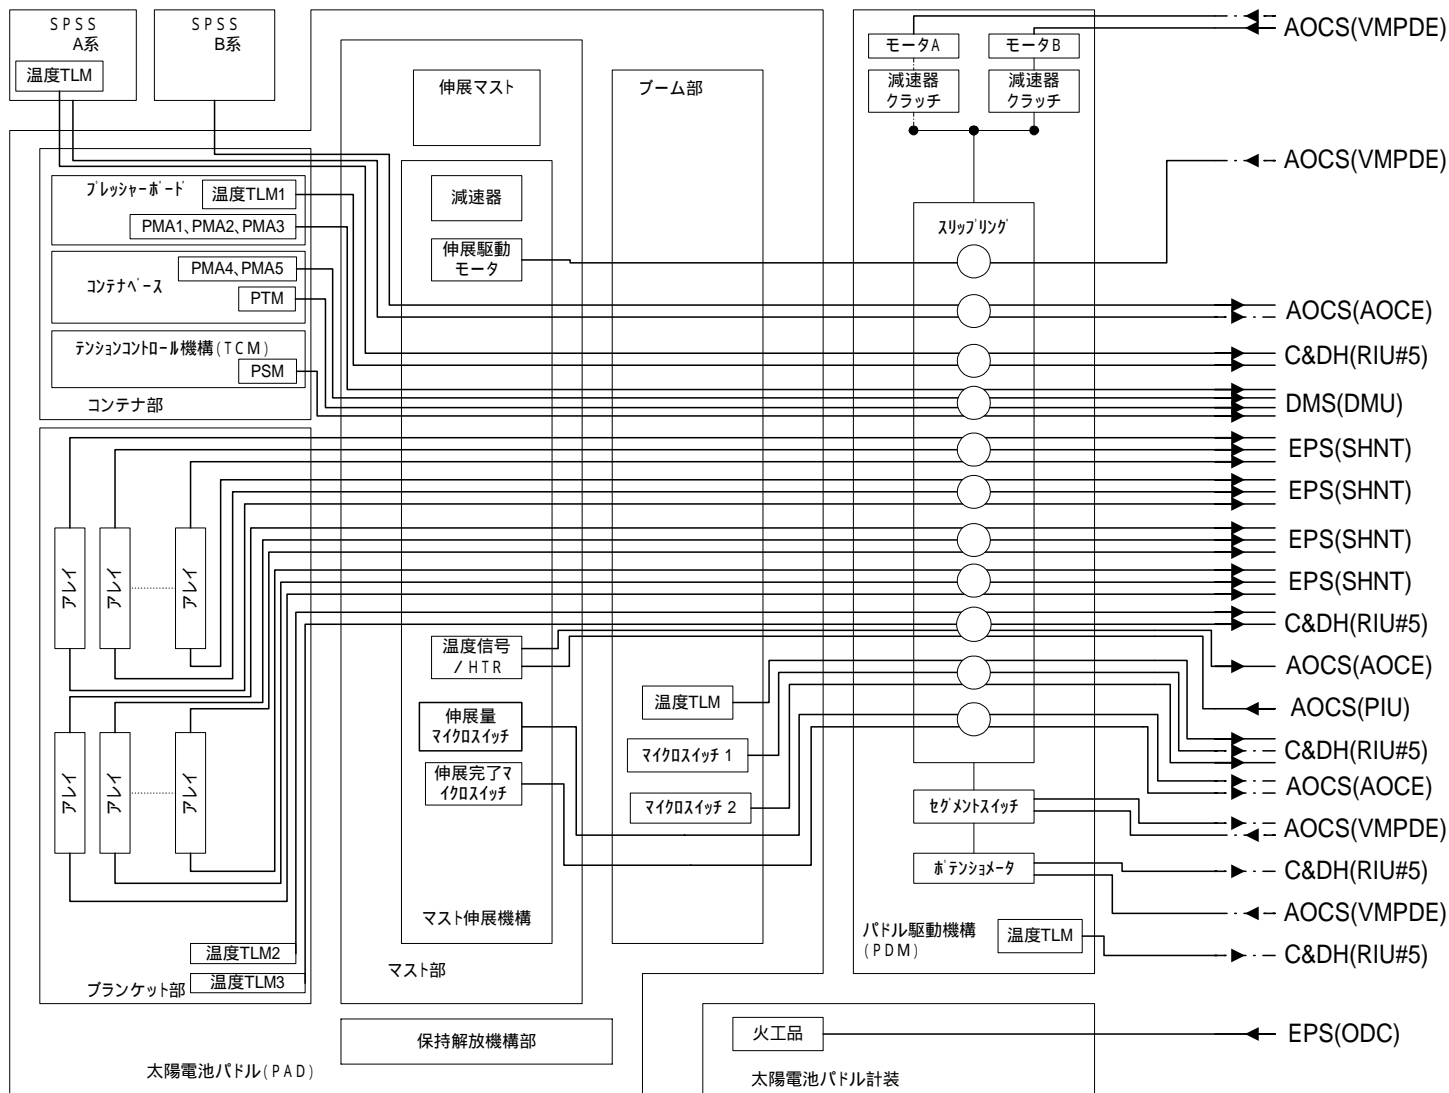 SPSS
A系
温度TLM
SPSS
B系
伸展マスト
ブーム部
モータA
モータB
減速器
クラッチ
減速器
クラッチ
AOCS(VMPDE)
AOCS(VMPDE)
ﾌﾟﾚｯｼｬｰﾎﾞｰﾄﾞ
温度TLM1
PMA1、PMA2、PMA3
減速器
伸展駆動
モータ
ｽﾘｯﾌﾟﾘﾝｸﾞ
ｺﾝﾃﾅﾍﾞｰｽ
PMA4、PMA5
PTM
AOCS(AOCE)
ﾃﾝｼｮﾝｺﾝﾄﾛｰﾙ機構(TCM)
PSM
コンテナ部
C&DH(RIU#5)
DMS(DMU)
EPS(SHNT)
EPS(SHNT)
EPS(SHNT)
EPS(SHNT)
アレイ
アレイ
アレイ
C&DH(RIU#5)
温度信号
/HTR
AOCS(AOCE)
温度TLM
AOCS(PIU)
伸展量
ﾏｲｸﾛｽｲｯﾁ
マイクロスイッチ 1
C&DH(RIU#5)
アレイ
アレイ
アレイ
伸展完了ﾏ
ｲｸﾛｽｲｯﾁ
マイクロスイッチ 2
ｾｸﾞﾒﾝﾄｽｲｯﾁ
AOCS(AOCE)
AOCS(VMPDE)
ﾎﾟﾃﾝｼｮﾒｰﾀ
C&DH(RIU#5)
マスト伸展機構
AOCS(VMPDE)
パドル駆動機構
(PDM)
温度TLM
C&DH(RIU#5)
温度TLM2
マスト部
ブランケット部
温度TLM3
保持解放機構部
火工品
EPS(ODC)
太陽電池パドル(PAD)
太陽電池パドル計装